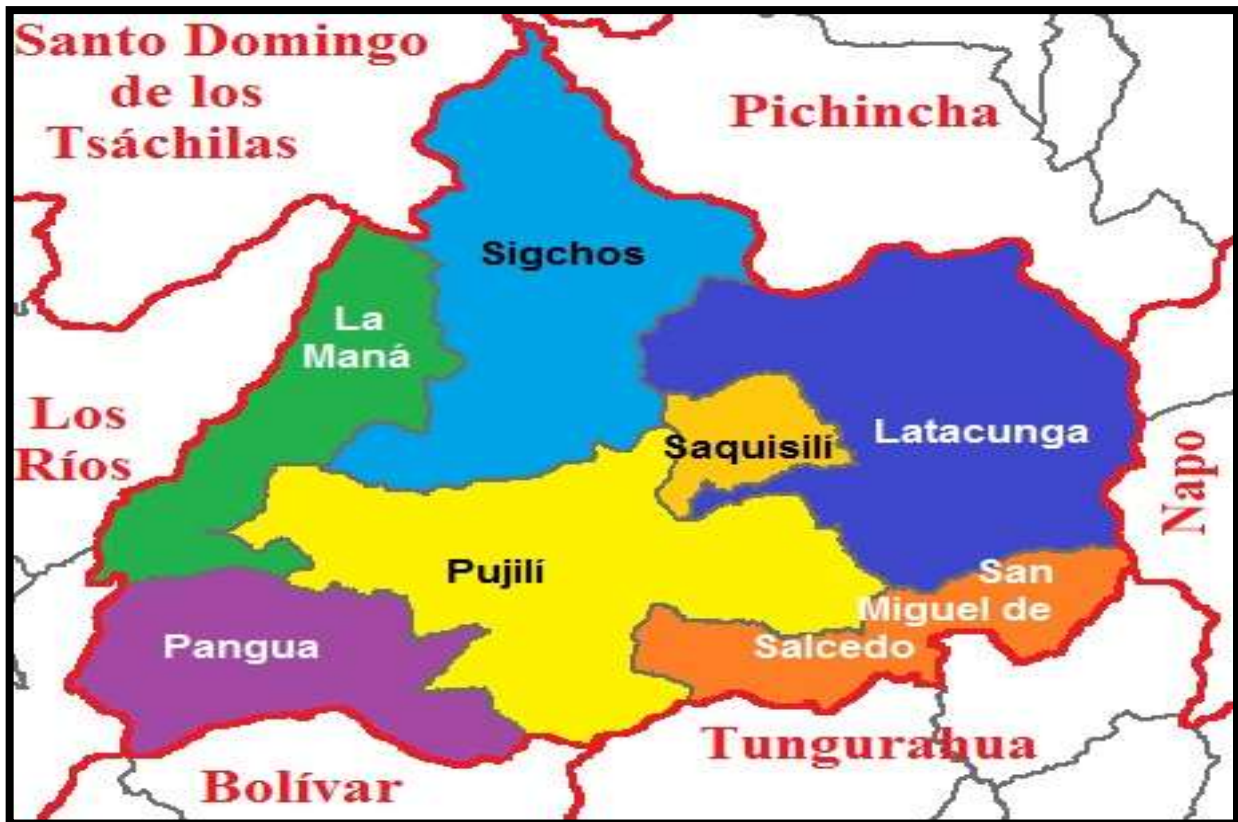 Santo Domingo
de los
Tsáchilas
Pichincha
Sigchos
La
Maná
Los
Ríos
Saquisilí
Latacunga
Napo
Pujilí
San
Miguel de
Salcedo
Pangua
Tungurahua
Bolívar